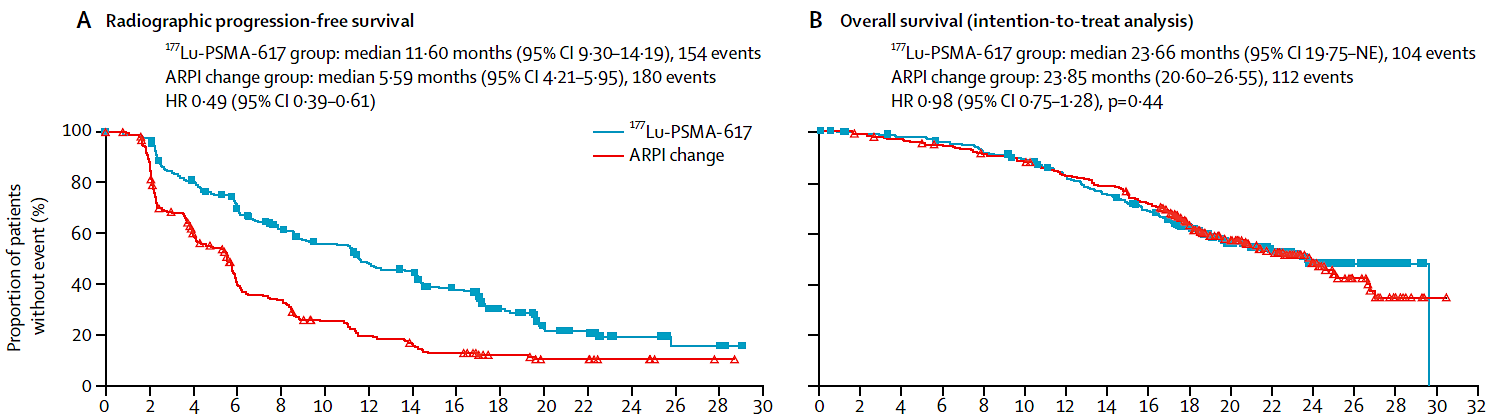 A Radiographic progression-free survival
¹⁷⁷Lu-PSMA-617 group: median 11·60 months (95% CI 9·30–14·19), 154 events
ARPI change group: median 5·59 months (95% CI 4·21–5·95), 180 events
HR 0·49 (95% CI 0·39–0·61)
¹⁷⁷Lu-PSMA-617
ARPI change
Proportion of patients
without event (%)
100
80
60
40
20
0
0 2 4 6 8 10 12 14 16 18 20 22 24 26 28 30
B Overall survival (intention-to-treat analysis)
¹⁷⁷Lu-PSMA-617 group: median 23·66 months (95% CI 19·75–NE), 104 events
ARPI change group: 23·85 months (20·60–26·55), 112 events
HR 0·98 (95% CI 0·75–1·28), p=0·44
0 2 4 6 8 10 12 14 16 18 20 22 24 26 28 30 32